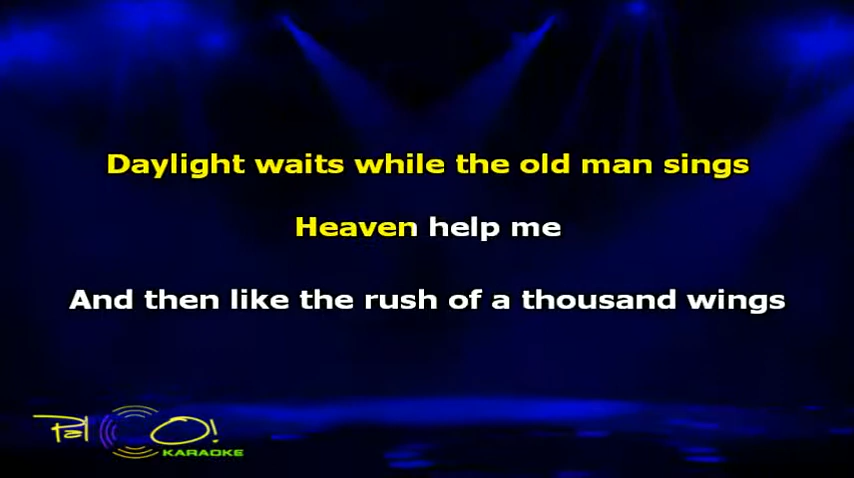 Daylight waits while the old man sings
Heaven help me
And then like the rush of a thousand wings
KARAOKE